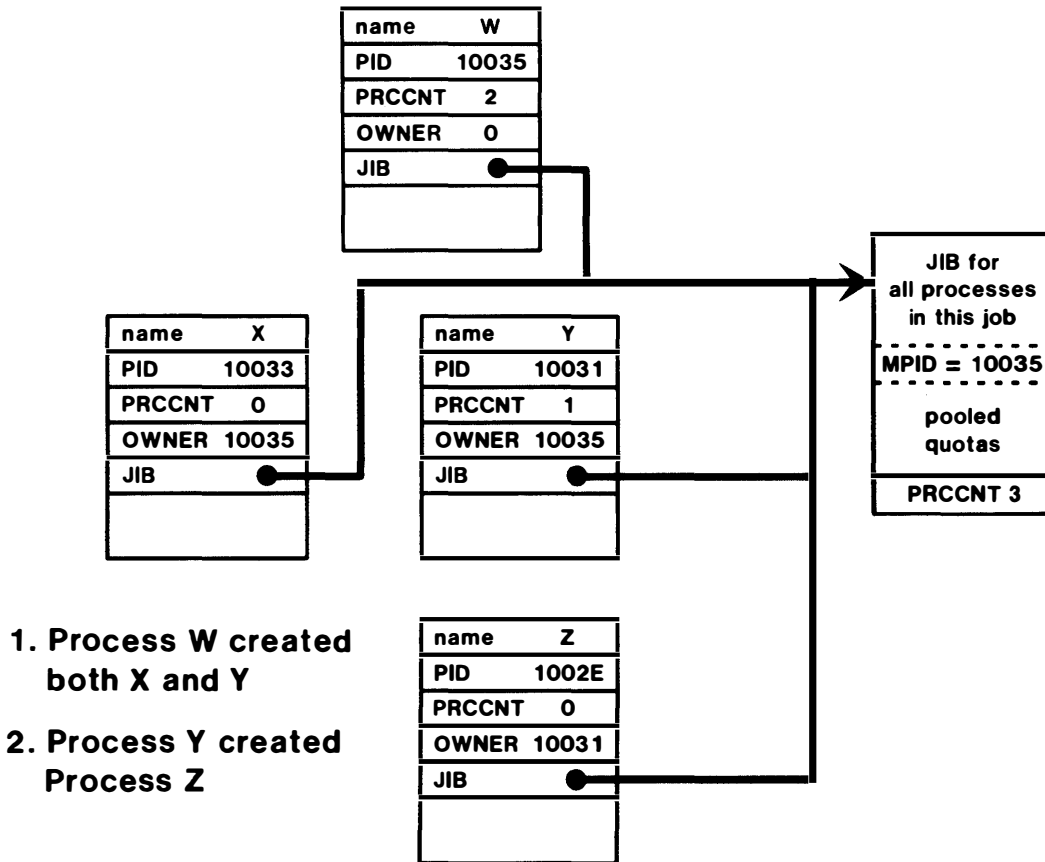 name W
PID 10035
PRCCNT 2
OWNER 0
JIB
JIB for
all processes
in this job
MPID = 10035
pooled
quotas
PRCCNT 3
name X
PID 10033
PRCCNT 0
OWNER 10035
JIB
name Y
PID 10031
PRCCNT 1
OWNER 10035
JIB
1. Process W created
both X and Y
2. Process Y created
Process Z
name Z
PID 1002E
PRCCNT 0
OWNER 10031
JIB